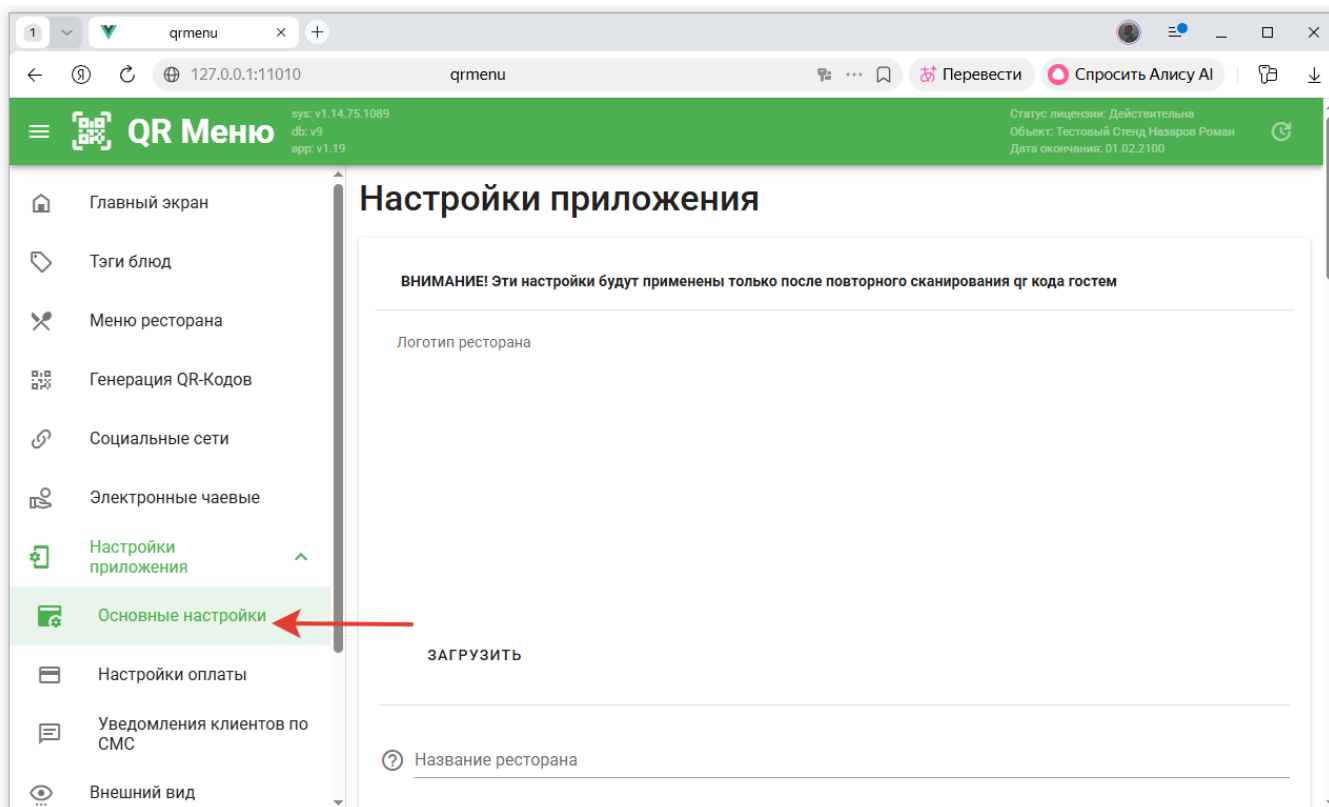 1
qrmenu
127.0.0.1:11010
qrmenu
Перевести
Спросить Алису AI
QR Меню
sys: v1.14.75.1089
db: v9
app: v1.19
Статус лицензии: Действительна
Объект: Тестовый Стенд Назаров Роман
Дата окончания: 01.02.2100
Главный экран
Тэги блюд
Меню ресторана
Генерация QR-Кодов
Социальные сети
Электронные чаевые
Настройки
приложения
Основные настройки
Настройки оплаты
Уведомления клиентов по
СМС
Внешний вид
Настройки приложения
ВНИМАНИЕ! Эти настройки будут применены только после повторного сканирования qr кода гостем
Логотип ресторана
ЗАГРУЗИТЬ
Название ресторана